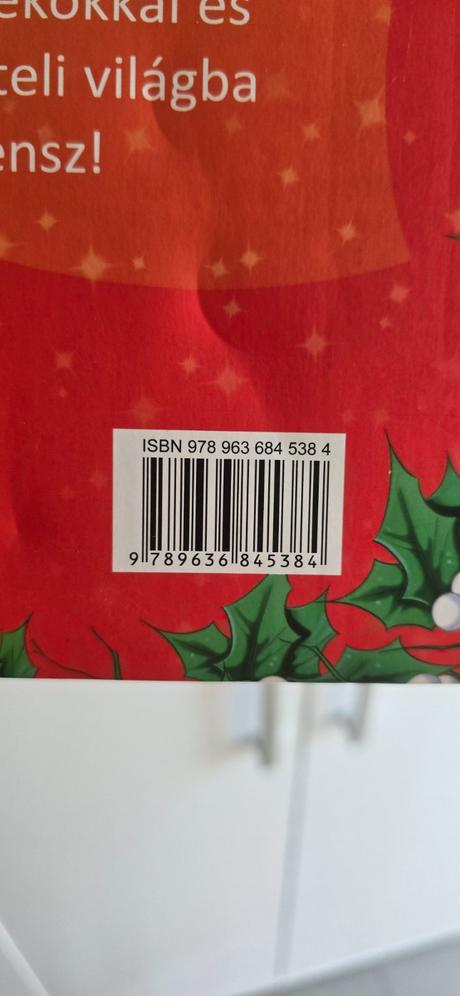 és
teli világba
ensz!
ISBN 978 963 684 538 4
9 789636 845384